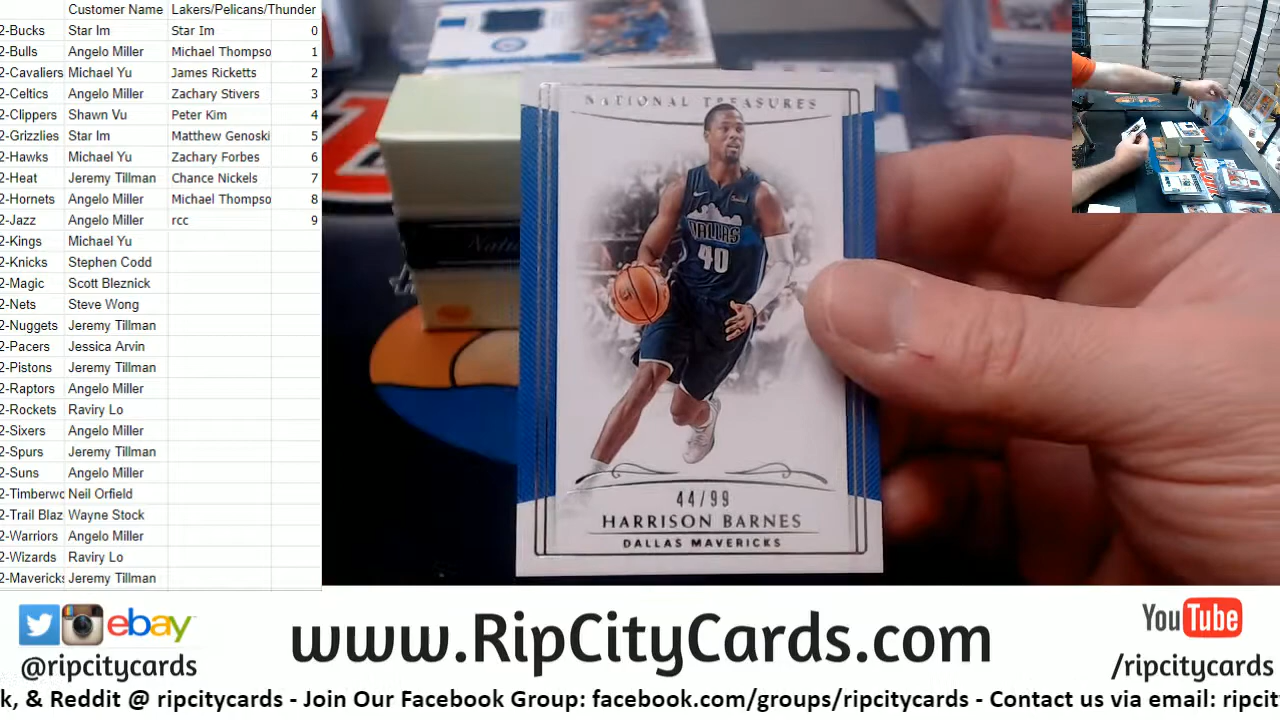 Customer Name Lakers/Pelicans/Thunder
2-Bucks Star Im Star Im 0
2-Bulls Angelo Miller Michael Thompso 1
2-Cavaliers Michael Yu James Ricketts 2
2-Celtics Angelo Miller Zachary Stivers 3
2-Clippers Shawn Vu Peter Kim 4
2-Grizzlies Star Im Matthew Genoski 5
2-Hawks Michael Yu Zachary Forbes 6
2-Heat Jeremy Tillman Chance Nickels 7
2-Hornets Angelo Miller Michael Thompso 8
2-Jazz Angelo Miller rcc 9
2-Kings Michael Yu
2-Knicks Stephen Codd
2-Magic Scott Bleznick
2-Nets Steve Wong
2-Nuggets Jeremy Tillman
2-Pacers Jessica Arvin
2-Pistons Jeremy Tillman
2-Raptors Angelo Miller
2-Rockets Raviry Lo
2-Sixers Angelo Miller
2-Spurs Jeremy Tillman
2-Suns Angelo Miller
2-Timberwo Neil Orfield
2-Trail Blaz Wayne Stock
2-Warriors Angelo Miller
2-Wizards Raviry Lo
2-Mavericks Jeremy Tillman
NATIONAL TREASURES
DALLAS
40
44/99
HARRISON BARNES
DALLAS MAVERICKS
ebay
@ripcitycards
www.RipCityCards.com
YouTube
/ripcitycards
k, & Reddit @ ripcitycards - Join Our Facebook Group: facebook.com/groups/ripcitycards - Contact us via email: ripcit